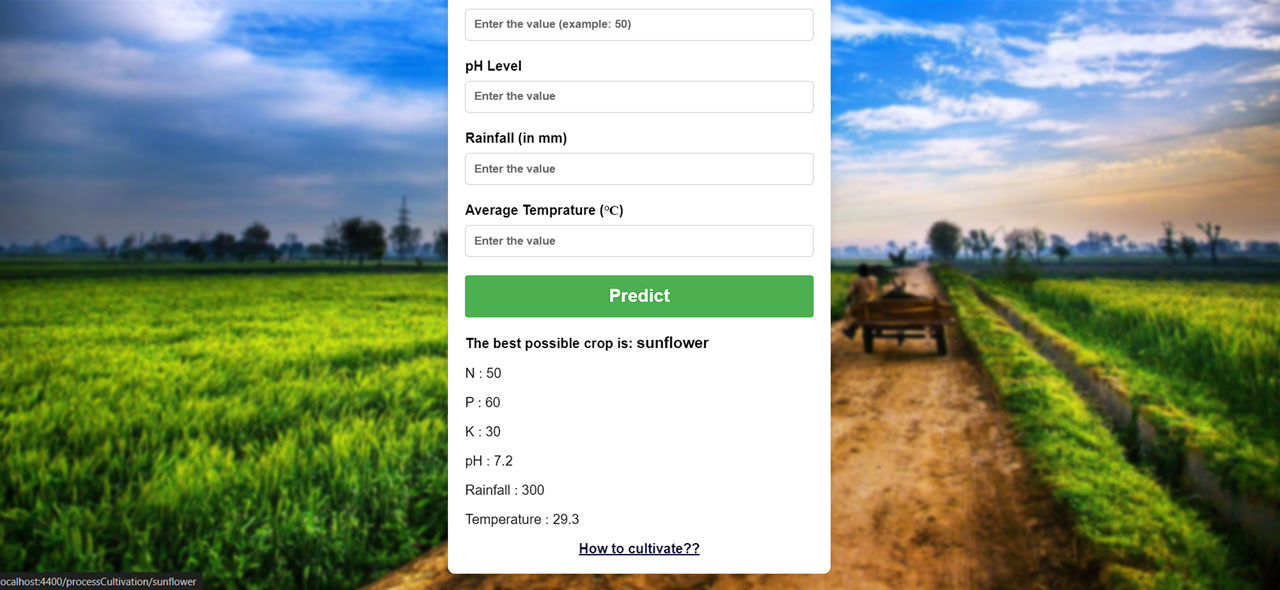 Enter the value (example: 50)
pH Level
Enter the value
Rainfall (in mm)
Enter the value
Average Temprature (°C)
Enter the value
Predict
The best possible crop is: sunflower
N : 50
P : 60
K : 30
pH : 7.2
Rainfall : 300
Temperature : 29.3
How to cultivate??
ocalhost:4400/processCultivation/sunflower